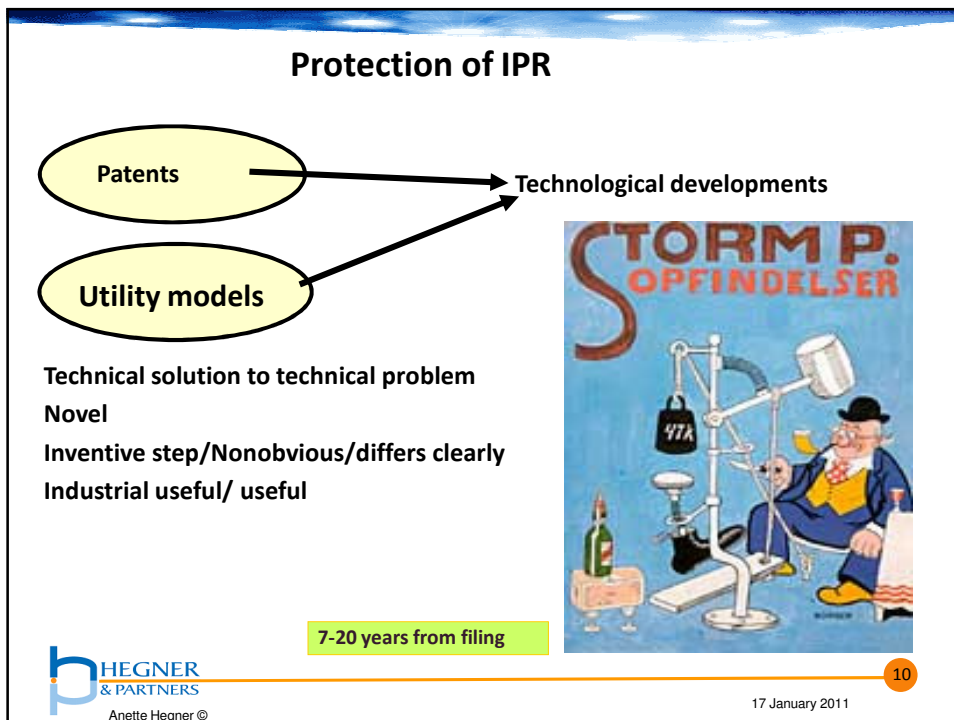 Protection of IPR
Patents
Technological developments
Utility models
STORM P.
OPFINDELSER
47K
Technical solution to technical problem
Novel
Inventive step/Nonobvious/differs clearly
Industrial useful/ useful
7-20 years from filing
HEGNER
& PARTNERS
Anette Hegner ©
10
17 January 2011